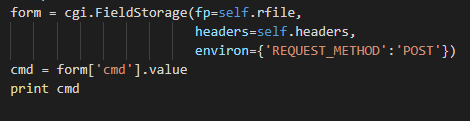 form = cgi.FieldStorage(fp=self.rfile,
headers=self.headers,
environ={'REQUEST_METHOD':'POST'})
cmd = form['cmd'].value
print cmd